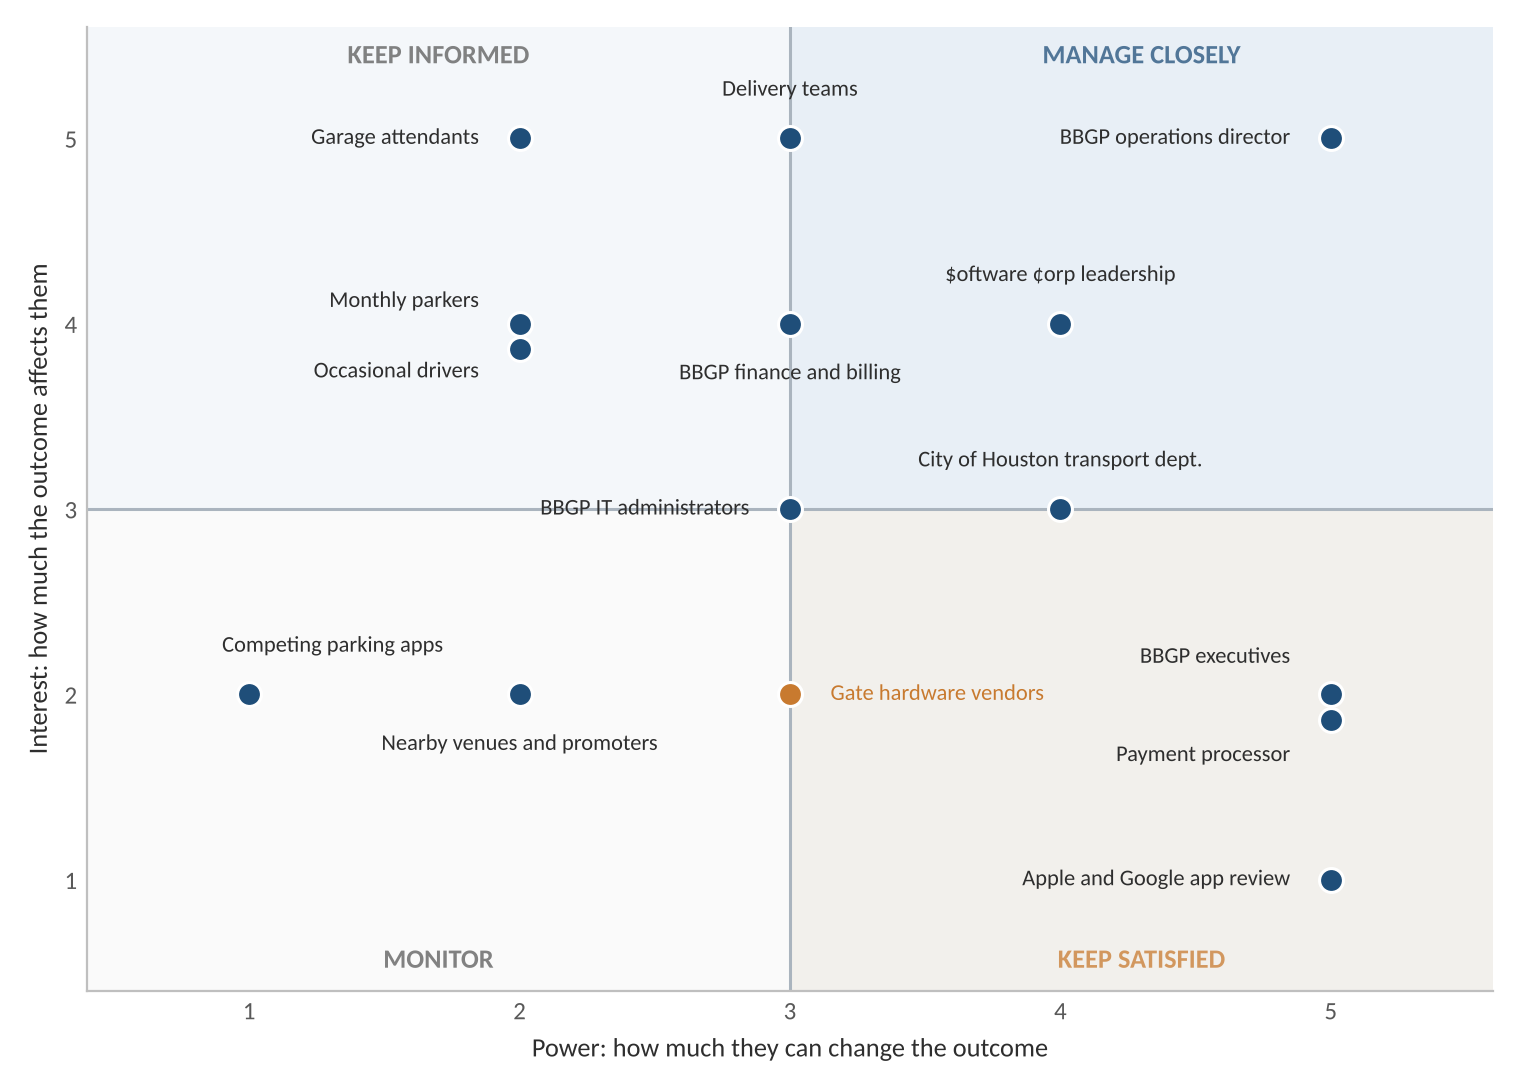 KEEP INFORMED
MANAGE CLOSELY
Delivery teams
Garage attendants
BBGP operations director
5
$oftware ¢orp leadership
Monthly parkers
4
Occasional drivers
BBGP finance and billing
City of Houston transport dept.
BBGP IT administrators
3
Competing parking apps
BBGP executives
Gate hardware vendors
2
Nearby venues and promoters
Payment processor
Apple and Google app review
1
MONITOR
KEEP SATISFIED
1
2
3
4
5
Power: how much they can change the outcome
Interest: how much the outcome affects them